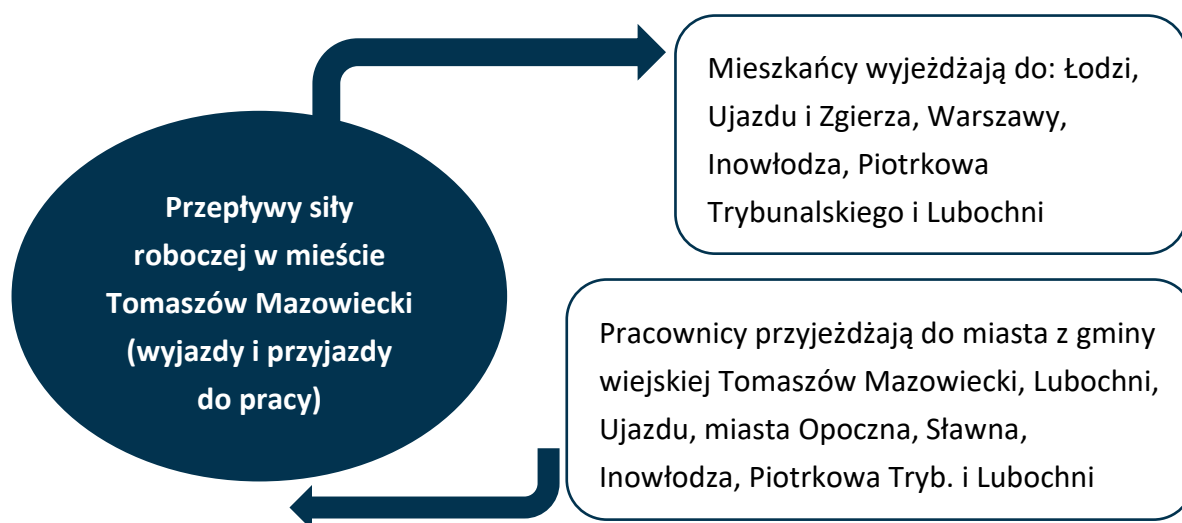 Przepływy siły
roboczej w mieście
Tomaszów Mazowiecki
(wyjazdy i przyjazdy
do pracy)
Mieszkańcy wyjeżdżają do: Łodzi,
Ujazdu i Zgierza, Warszawy,
Inowłodza, Piotrkowa
Trybunalskiego i Lubochni
Pracownicy przyjeżdżają do miasta z gminy
wiejskiej Tomaszów Mazowiecki, Lubochni,
Ujazdu, miasta Opoczna, Sławna,
Inowłodza, Piotrkowa Tryb. i Lubochni